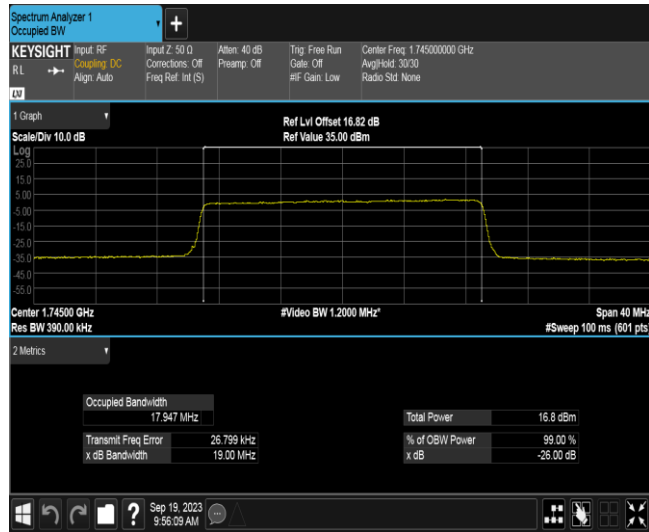 Spectrum Analyzer 1
Occupied BW
+
KEYSIGHT
RL
LXI
Input: RF
Coupling: DC
Align: Auto
Input Z: 50 Ω
Corrections: Off
Freq Ref: Int (S)
Atten: 40 dB
Preamp: Off
Trig: Free Run
Gate: Off
#IF Gain: Low
Center Freq: 1.745000000 GHz
Avg|Hold: 30/30
Radio Std: None
1 Graph
Scale/Div 10.0 dB
Ref Lvl Offset 16.82 dB
Ref Value 35.00 dBm
Log
25.0
15.0
5.00
-5.00
-15.0
-25.0
-35.0
-45.0
-55.0
Center 1.74500 GHz
#Video BW 1.2000 MHz*
Span 40 MHz
Res BW 390.00 kHz
#Sweep 100 ms (601 pts)
2 Metrics
Occupied Bandwidth
17.947 MHz
Total Power 16.8 dBm
Transmit Freq Error 26.799 kHz
% of OBW Power 99.00 %
x dB Bandwidth 19.00 MHz
x dB -26.00 dB
?
Sep 19, 2023
9:56:09 AM